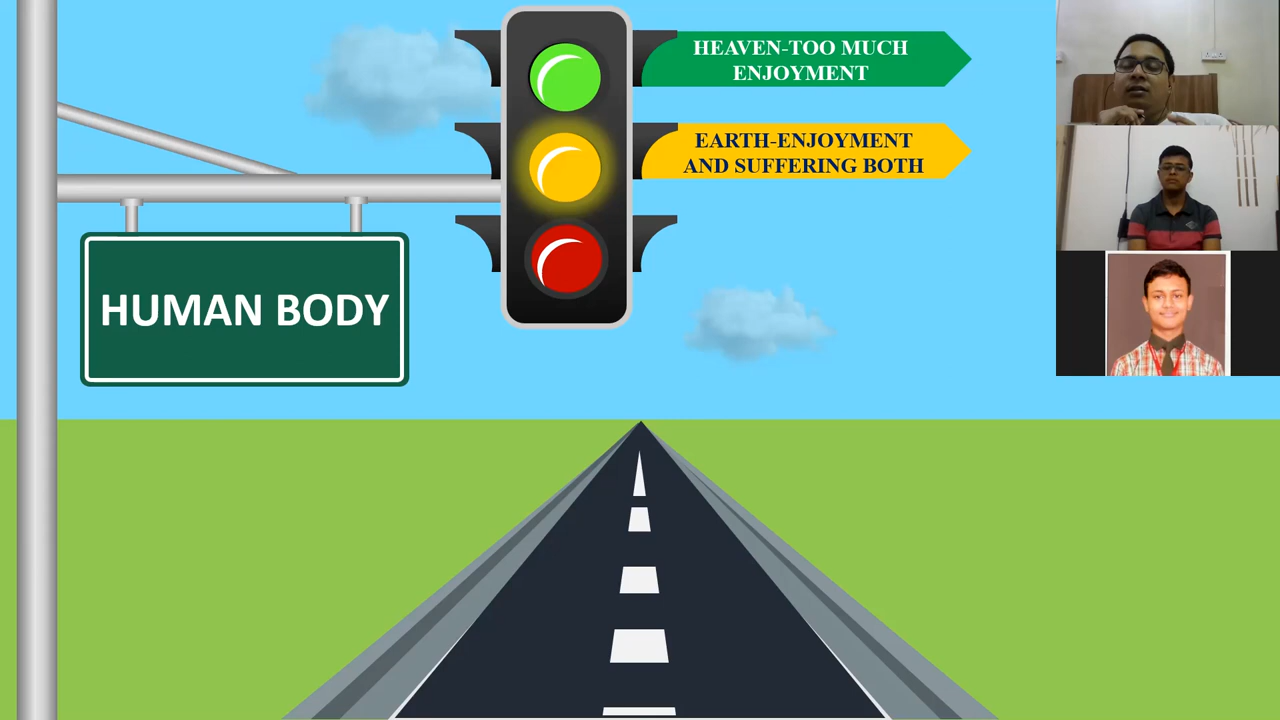 HEAVEN-TOO MUCH
ENJOYMENT
EARTH-ENJOYMENT
AND SUFFERING BOTH
HUMAN BODY